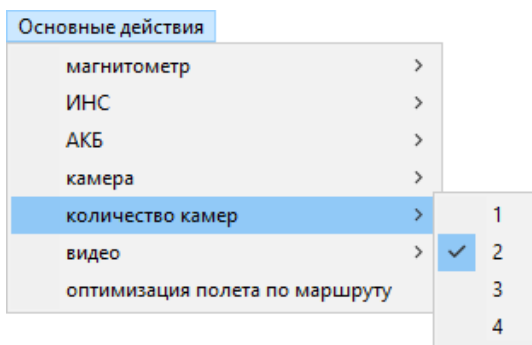 Основные действия
магнитометр
ИНС
АКБ
камера
количество камер
видео
оптимизация полета по маршруту
1
2
3
4